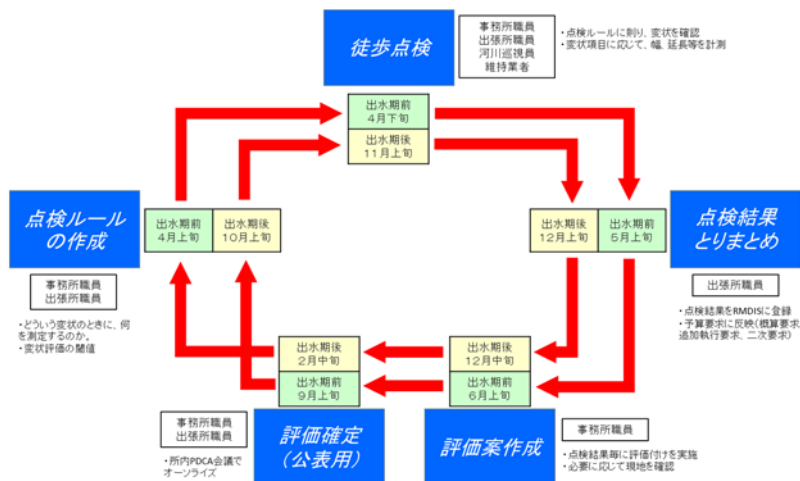 徒歩点検
事務所職員
出張所職員
河川巡視員
維持業者
・点検ルールに則り、変状を確認
・変状項目に応じて、幅、延長等を計測
出水期前
4月下旬
出水期後
11月上旬
点検ルール
の作成
出水期前
4月上旬
出水期後
10月上旬
事務所職員
出張所職員
・どういう変状のときに、何
を測定するのか。
・変状評価の閾値
出水期後
12月上旬
出水期前
5月上旬
点検結果
とりまとめ
出張所職員
・点検結果をRMDISに登録
・予算要求に反映(概算要求、
追加執行要求、二次要求)
出水期後
2月中旬
出水期前
9月上旬
出水期後
12月中旬
出水期前
6月上旬
事務所職員
出張所職員
・所内PDCA会議で
オーソライズ
評価確定
(公表用)
評価案作成
事務所職員
・点検結果毎に評価付けを実施
・必要に応じて現地を確認